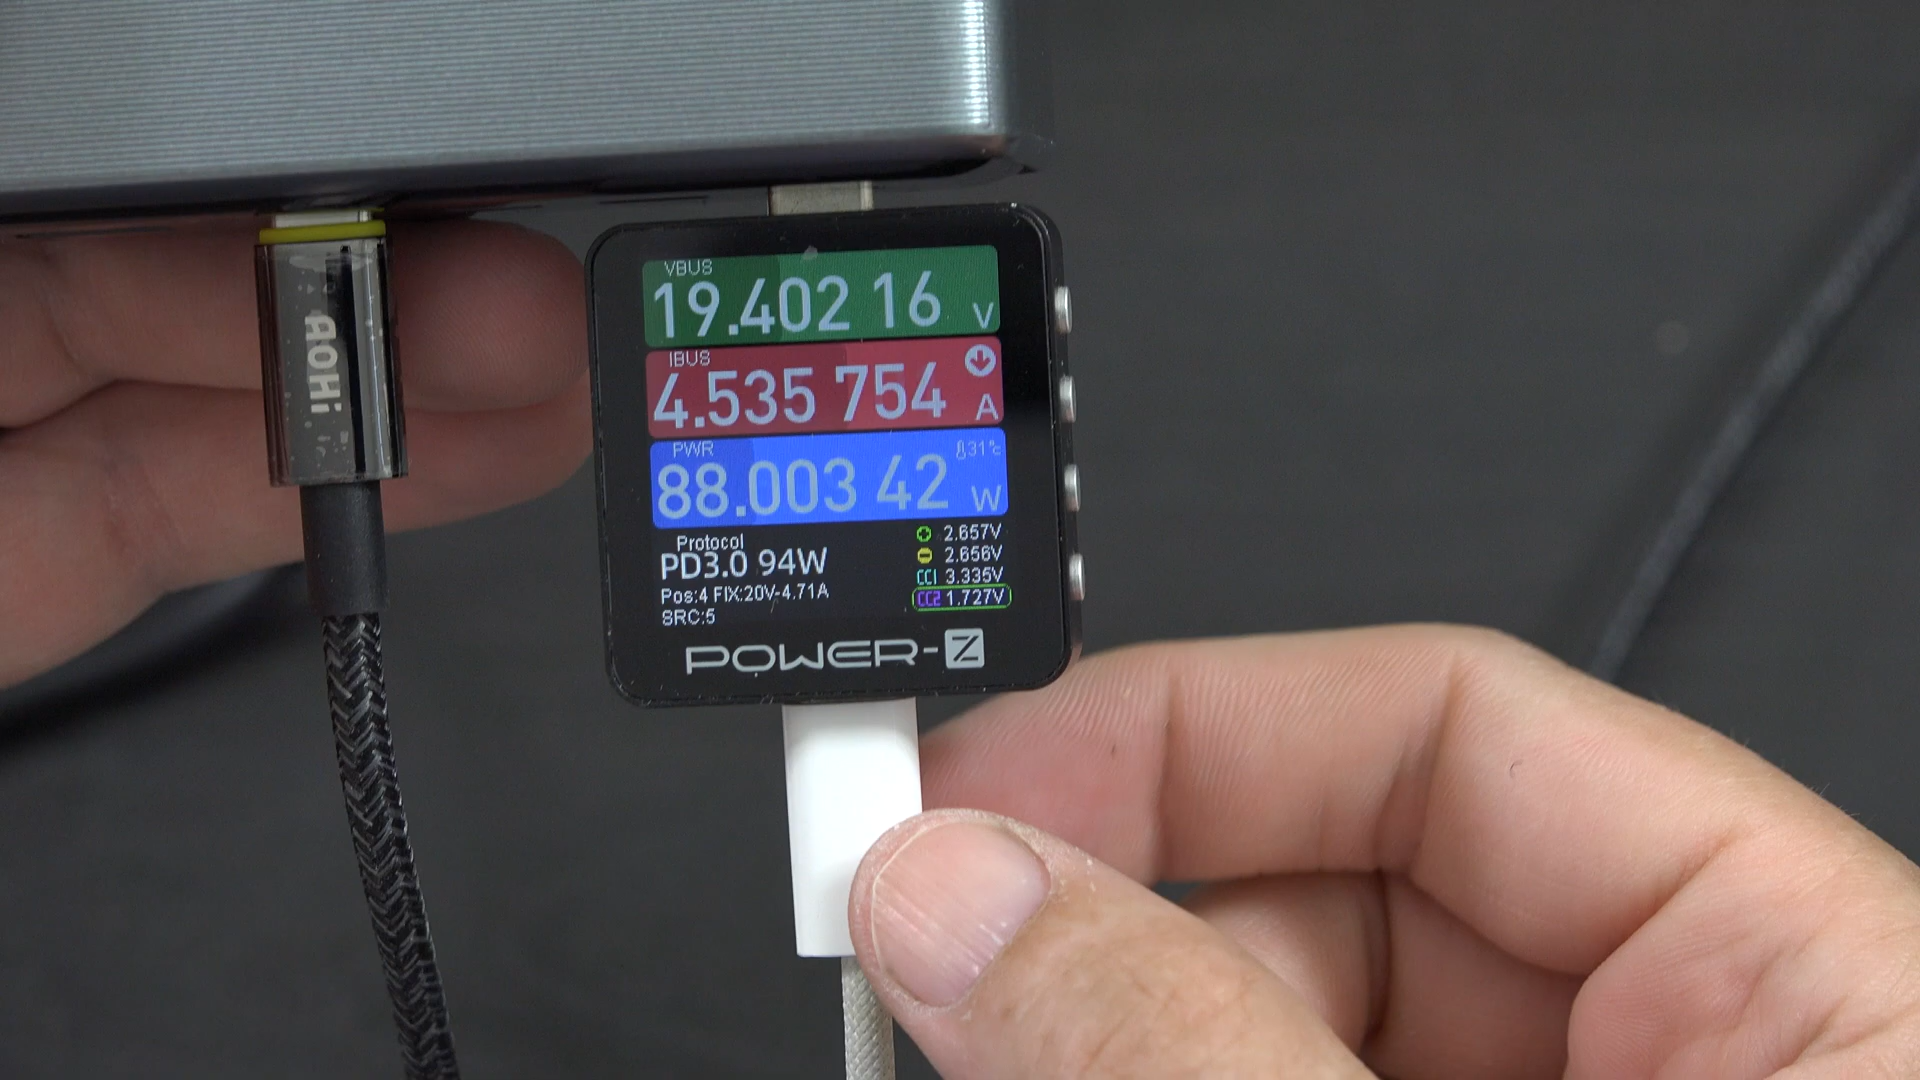 AOHi
VBUS
19.402 16 V
IBUS
4.535 754 A
PWR 31°C
88.003 42 W
Protocol
PD3.0 94W
Pos:4 FIX:20V-4.71A
SRC:5
2.657V
2.656V
CC1 3.335V
CC2 1.727V
POWER-Z